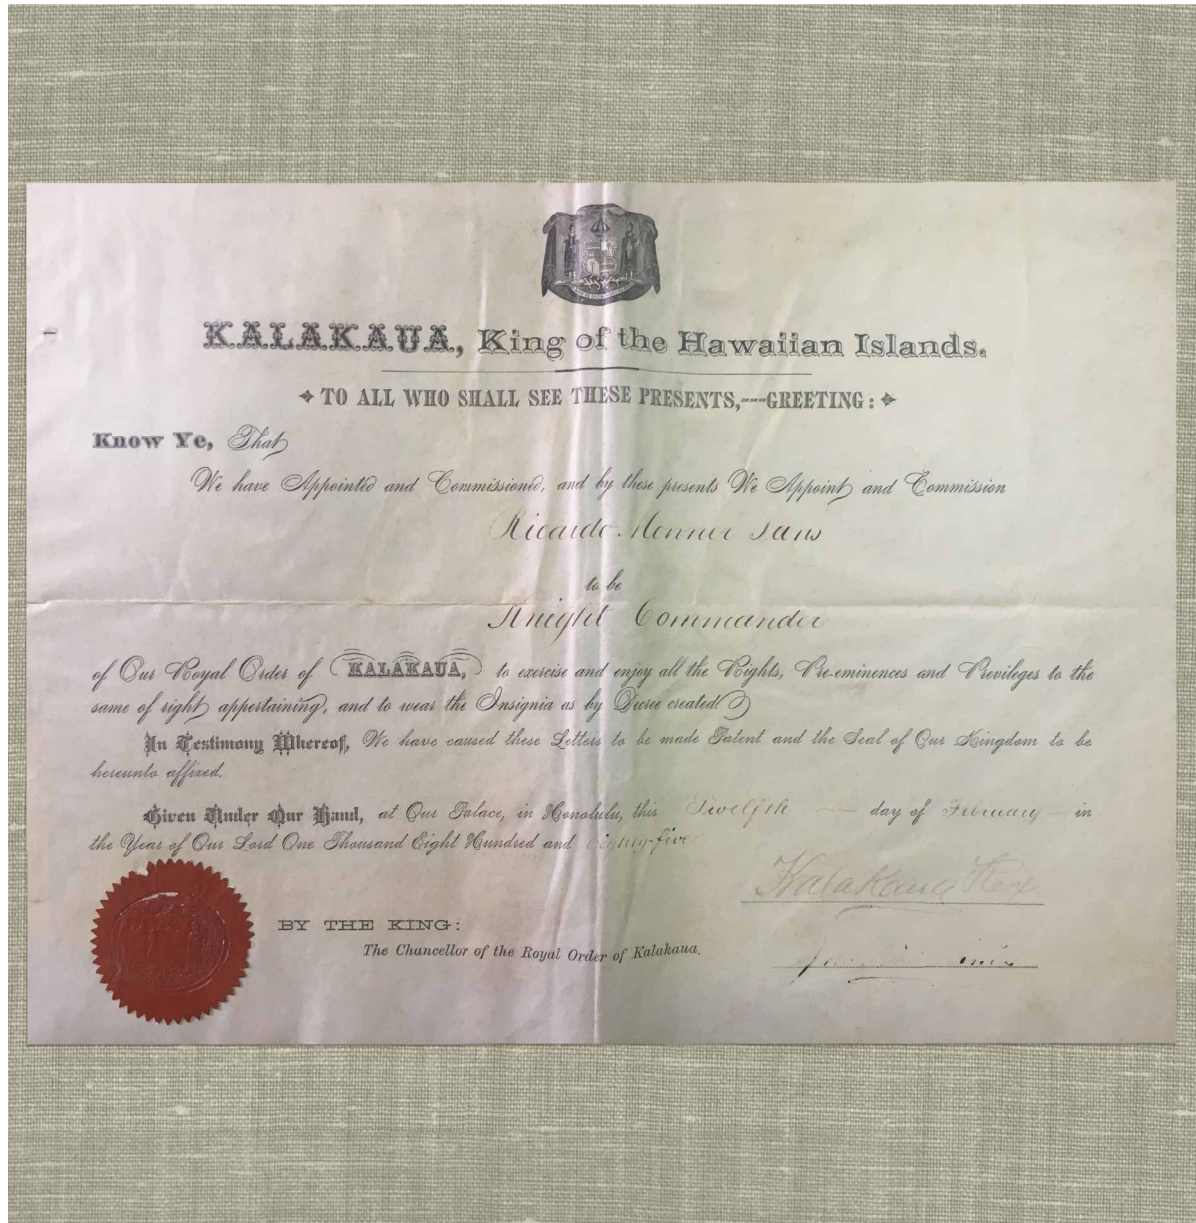 KALAKAUA, King of the Hawaiian Islands.
TO ALL WHO SHALL SEE THESE PRESENTS,---GREETING:
Know Ye, That
We have Appointed and Commissioned, and by these presents We Appoint and Commission
Ricardo Monner Sans
to be
Knight Commander
of Our Royal Order of KALAKAUA, to exercise and enjoy all the Rights, Pre-eminences and Privileges to the
same of right appertaining, and to wear the Insignia as by Decree created
In Testimony Whereof, We have caused these Letters to be made Patent and the Seal of Our Kingdom to be
hereunto affixed.
Given Under Our Hand, at Our Palace, in Honolulu, this Twelfth day of February in
the Year of Our Lord One Thousand Eight Hundred and eighty-five
Kalakaua Rex
BY THE KING:
The Chancellor of the Royal Order of Kalakaua.